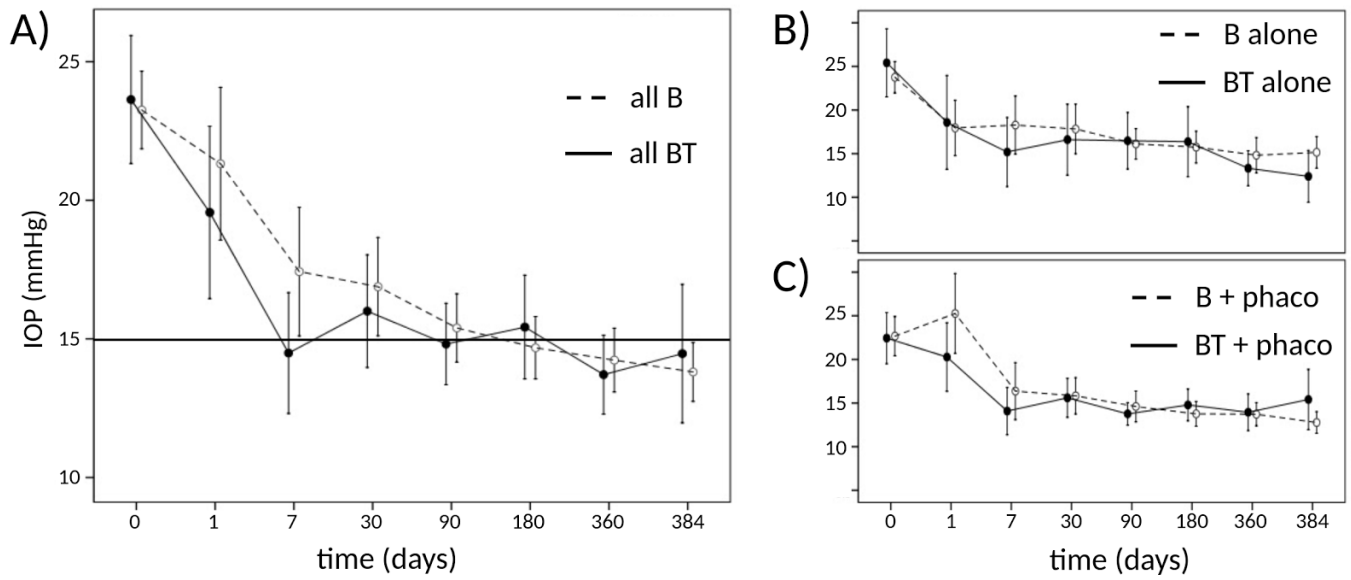 A)
25
20
15
10
IOP (mmHg)
all B
all BT
0 1 7 30 90 180 360 384
time (days)
B)
B alone
BT alone
25
20
15
10
C)
B + phaco
BT + phaco
25
20
15
10
0 1 7 30 90 180 360 384
time (days)